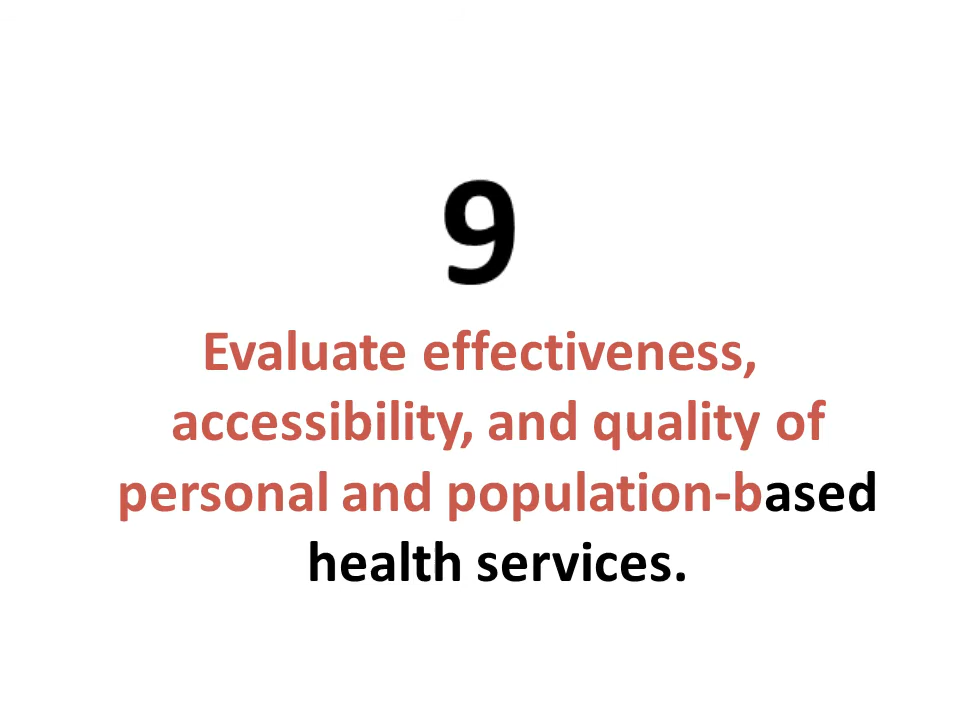 9
Evaluate effectiveness,
accessibility, and quality of
personal and population-based
health services.